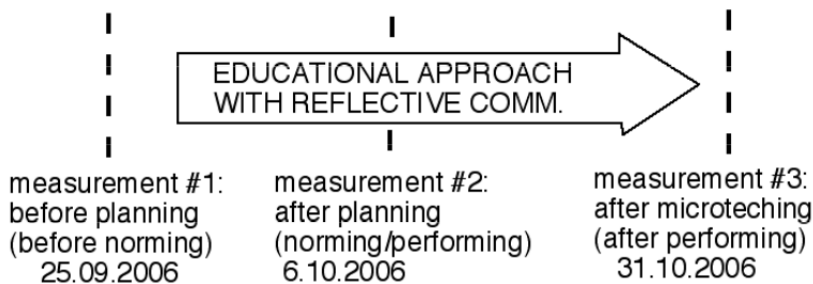 EDUCATIONAL APPROACH
WITH REFLECTIVE COMM.
measurement #1:
before planning
(before norming)
25.09.2006
measurement #2:
after planning
(norming/performing)
6.10.2006
measurement #3:
after microteching
(after performing)
31.10.2006